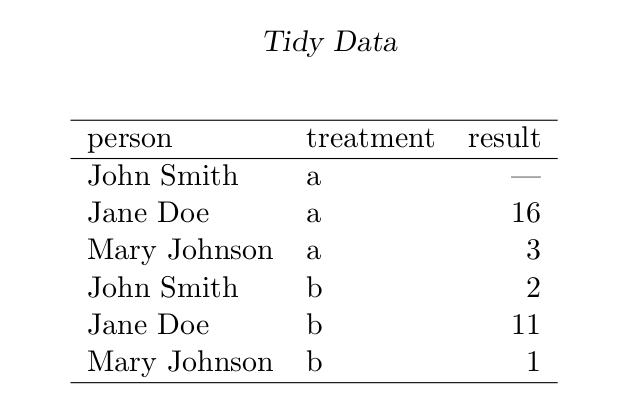 Tidy Data
person treatment result
John Smith a —
Jane Doe a 16
Mary Johnson a 3
John Smith b 2
Jane Doe b 11
Mary Johnson b 1